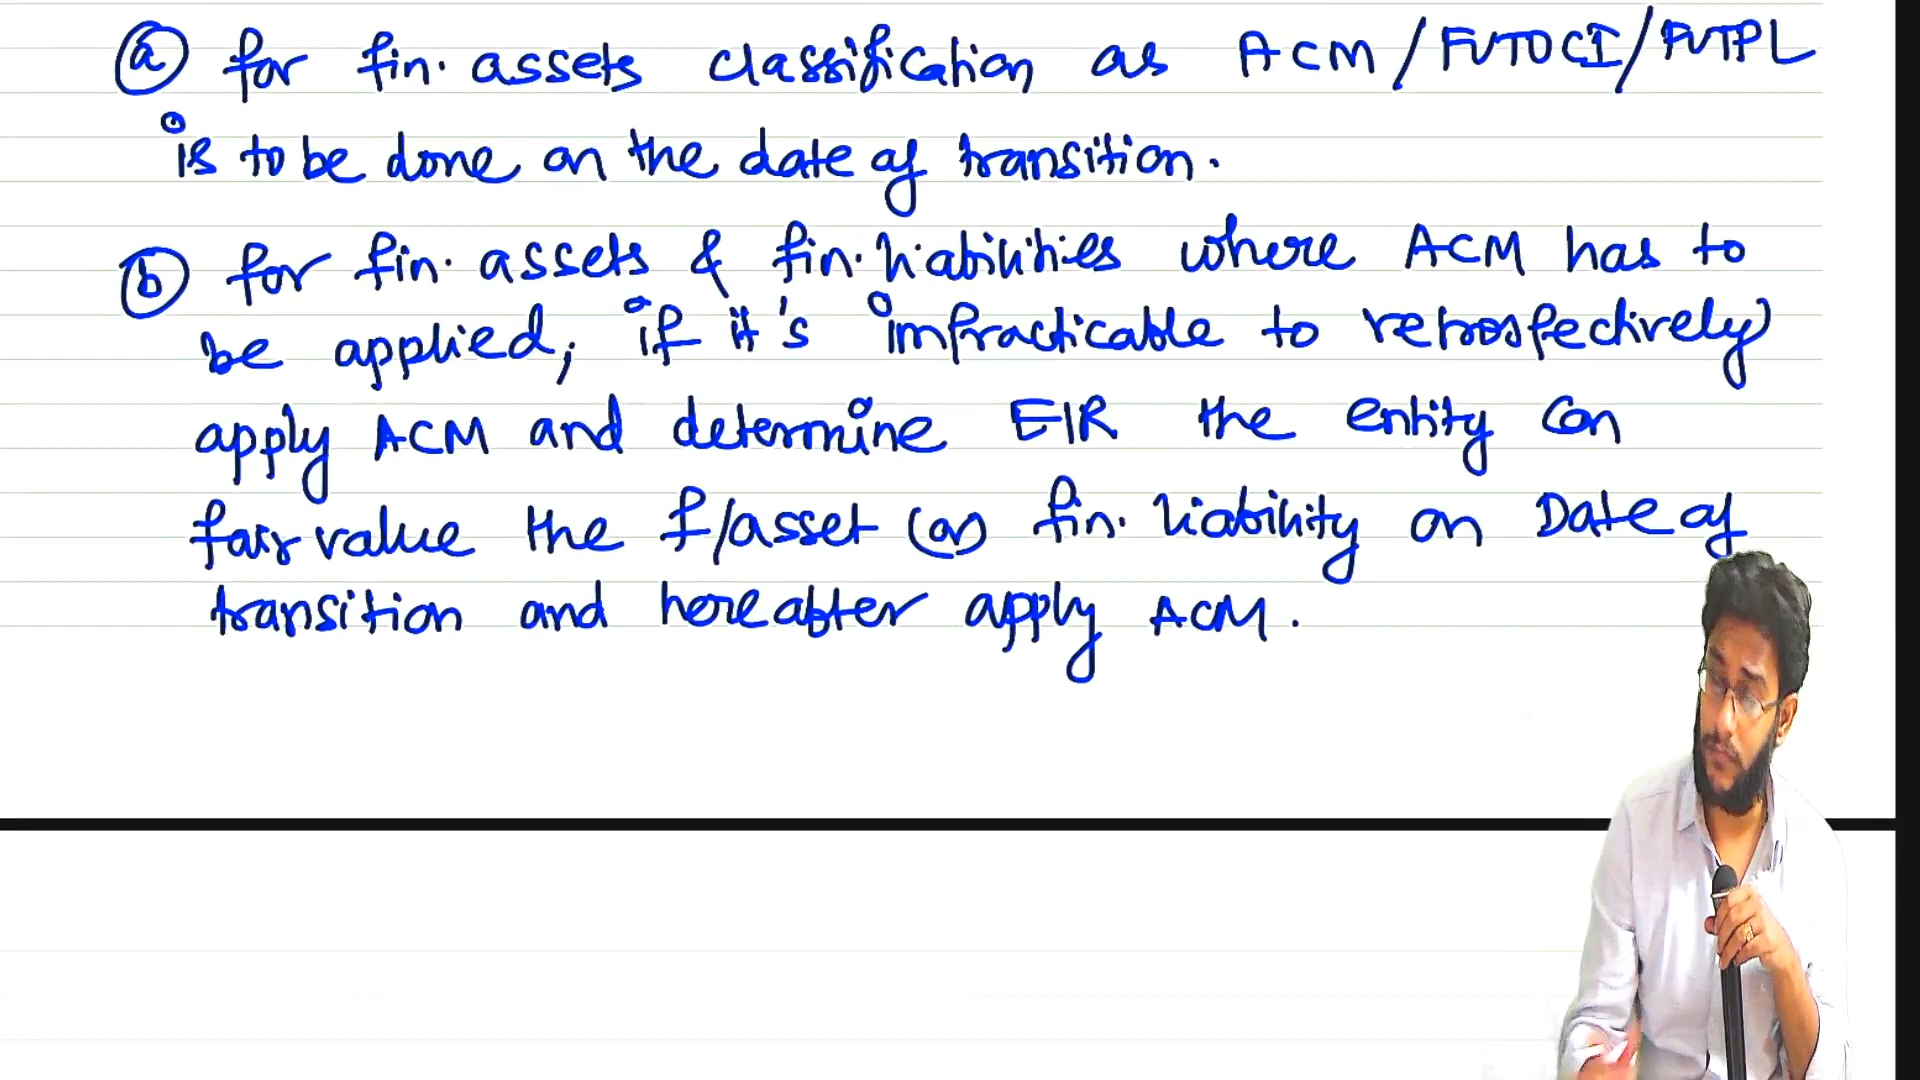 (a) for fin. assets classification as ACM/FVTOCI/FVTPL
is to be done on the date of transition.
(b) for fin. assets & fin. liabilities where ACM has to
be applied; if it's impracticable to retrospectively
apply ACM and determine EIR the entity can
fair value the f/asset (or) fin. liability on Date of
transition and hereafter apply ACM.